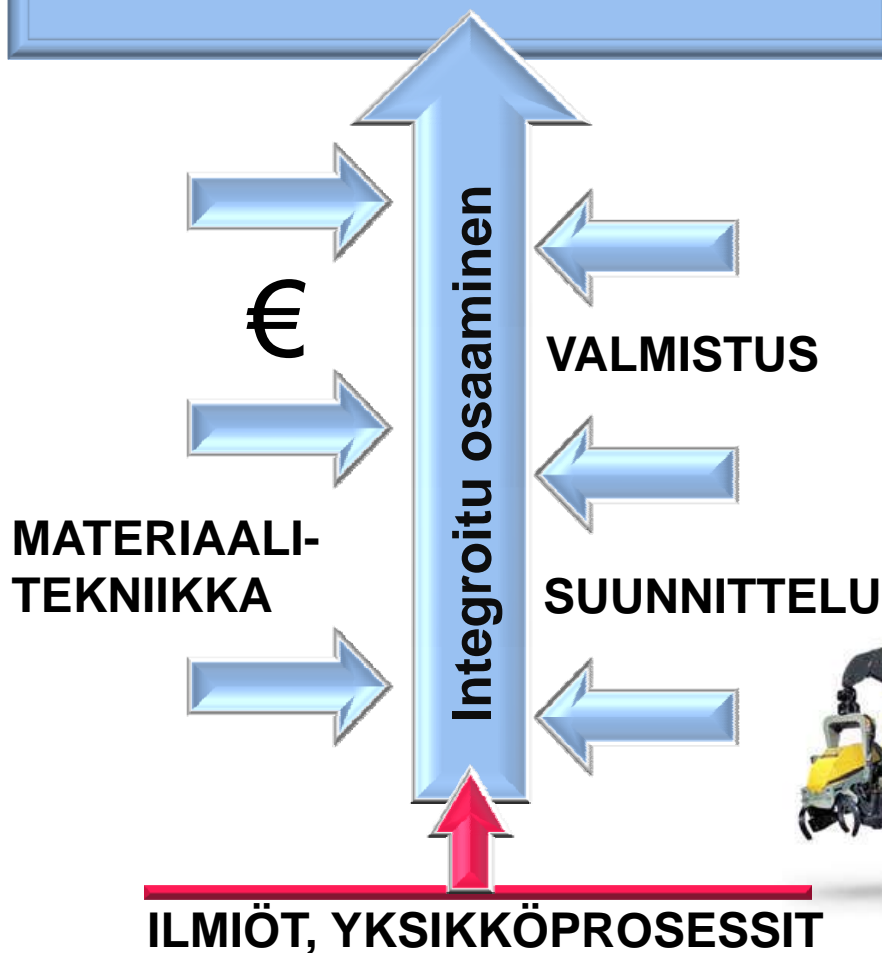 €
VALMISTUS
Integroitu osaaminen
MATERIAALI-
TEKNIIKKA
SUUNNITTELU
ILMIÖT, YKSIKKÖPROSESSIT